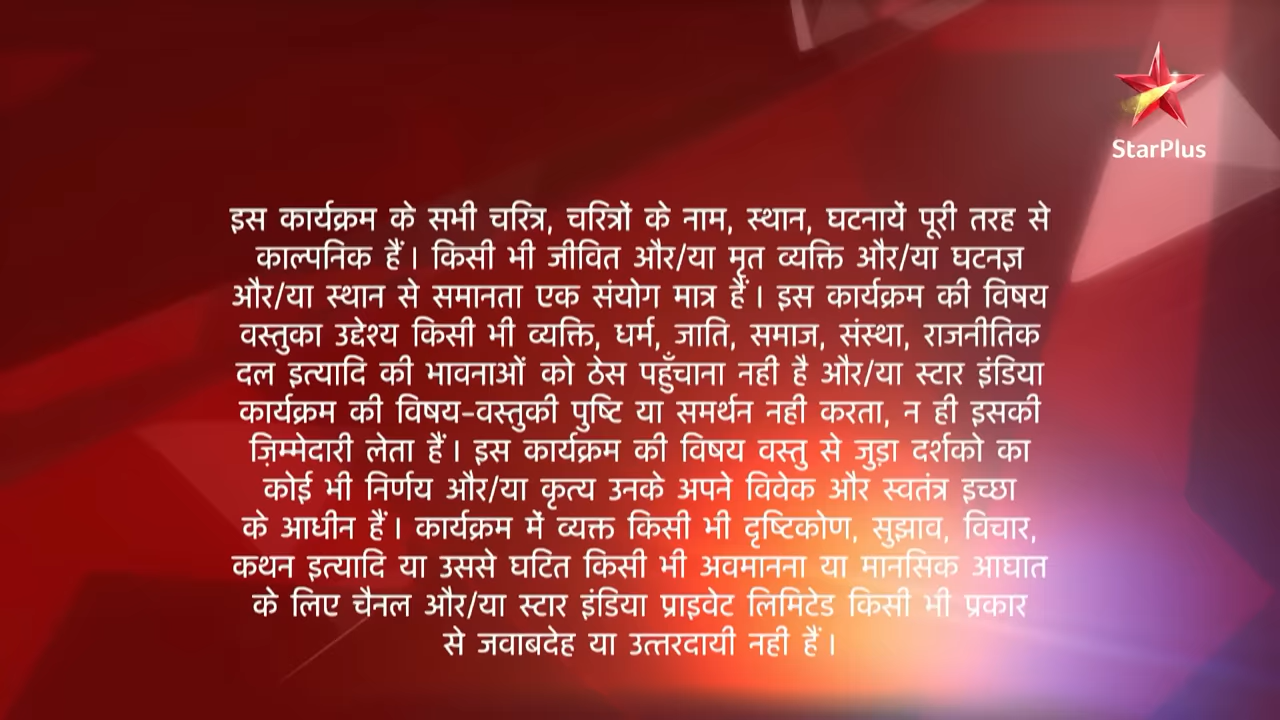 StarPlus
इस कार्यक्रम के सभी चरित्र, चरित्रों के नाम, स्थान, घटनायें पूरी तरह से
काल्पनिक हैं। किसी भी जीवित और/या मृत व्यक्ति और/या घटनज्ञ
और/या स्थान से समानता एक संयोग मात्र हैं। इस कार्यक्रम की विषय
वस्तुका उद्देश्य किसी भी व्यक्ति, धर्म, जाति, समाज, संस्था, राजनीतिक
दल इत्यादि की भावनाओं को ठेस पहुँचाना नही है और/या स्टार इंडिया
कार्यक्रम की विषय-वस्तुकी पुष्टि या समर्थन नही करता, न ही इसकी
ज़िम्मेदारी लेता हैं। इस कार्यक्रम की विषय वस्तु से जुड़ा दर्शको का
कोई भी निर्णय और/या कृत्य उनके अपने विवेक और स्वतंत्र इच्छा
के आधीन हैं। कार्यक्रम में व्यक्त किसी भी दृष्टिकोण, सुझाव, विचार,
कथन इत्यादि या उससे घटित किसी भी अवमानना या मानसिक आघात
के लिए चैनल और/या स्टार इंडिया प्राइवेट लिमिटेड किसी भी प्रकार
से जवाबदेह या उत्तरदायी नही हैं।